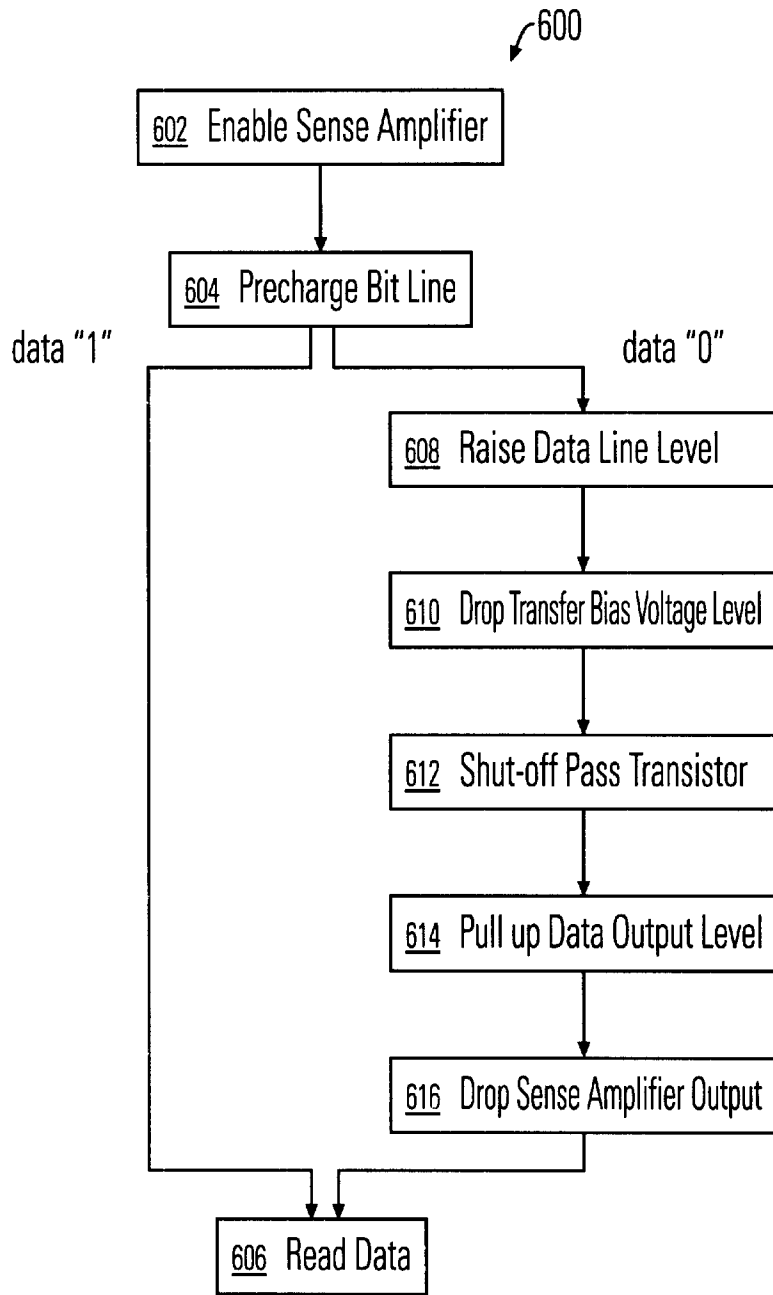 600
602 Enable Sense Amplifier
604 Precharge Bit Line
data "1"
data "0"
608 Raise Data Line Level
610 Drop Transfer Bias Voltage Level
612 Shut-off Pass Transistor
614 Pull up Data Output Level
616 Drop Sense Amplifier Output
606 Read Data